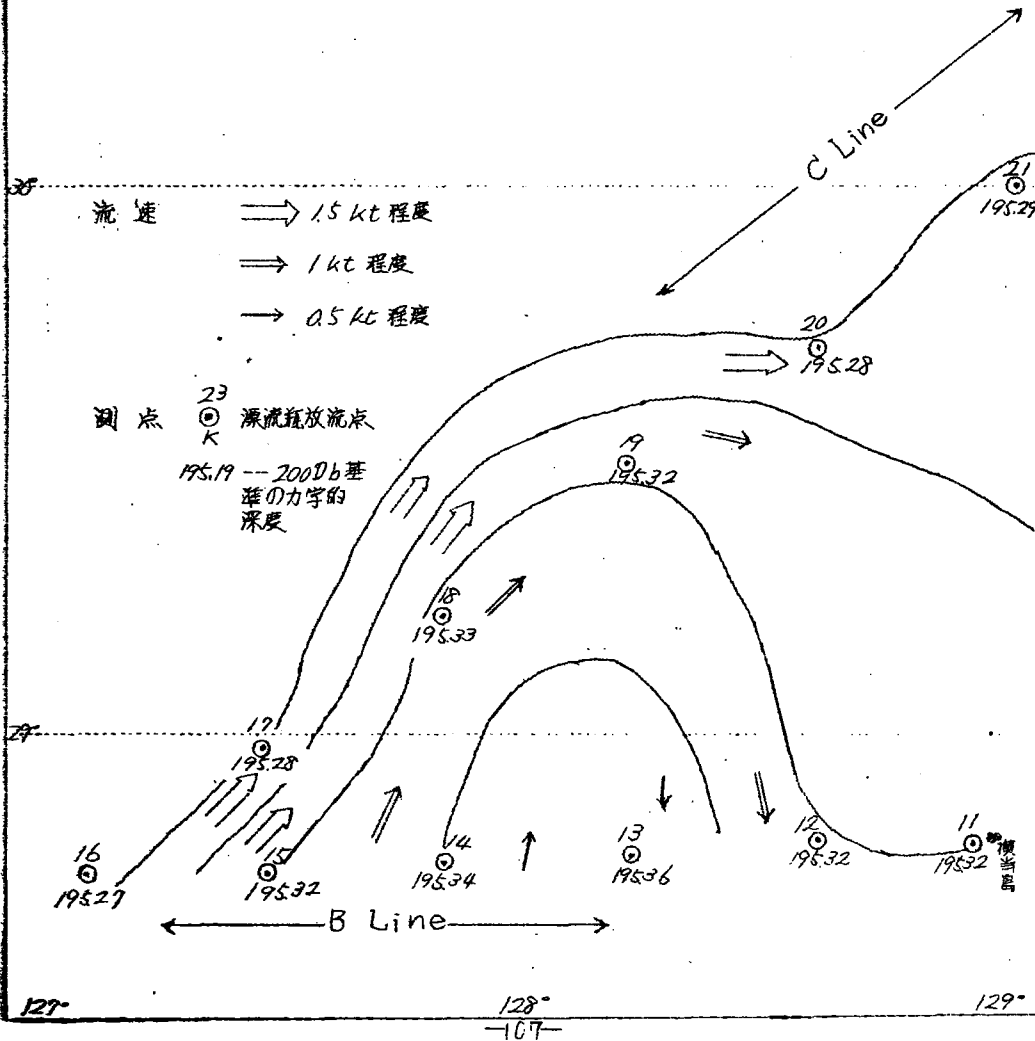 C Line
30°
21
195.29
流速
1.5 kt 程度
1 kt 程度
0.5 kt 程度
20
195.28
測点
23
K
漂流瓶放流点
195.19 --- 200Db基
準の力学的
深度
19
195.32
18
195.33
29°
17
195.28
16
195.27
15
195.32
14
195.34
13
195.36
12
195.32
11
195.32
横当島
B Line
127°
128°
129°
—107—